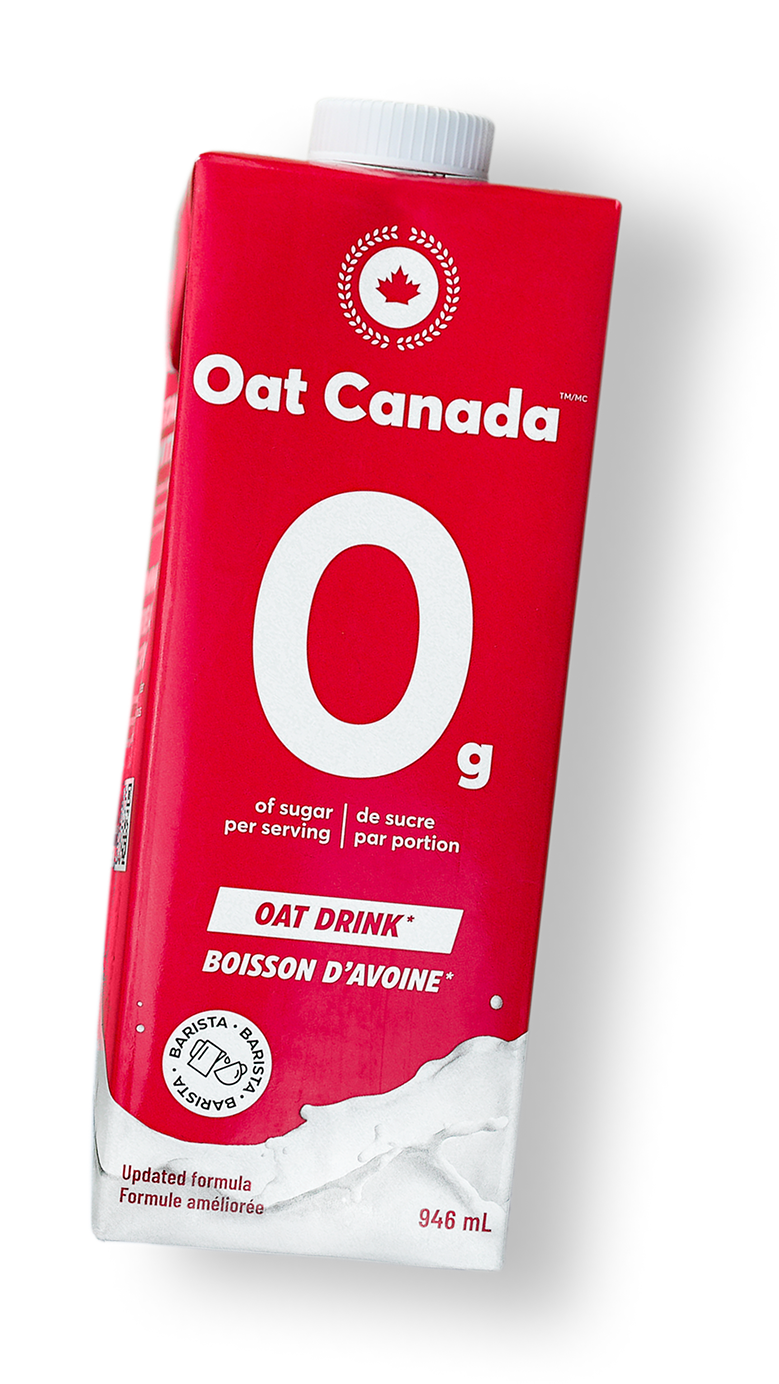 Oat Canada TM/MC
0g
of sugar
per serving
de sucre
par portion
OAT DRINK*
BOISSON D'AVOINE*
BARISTA · BARISTA · BARISTA ·
Updated formula
Formule améliorée
946 mL